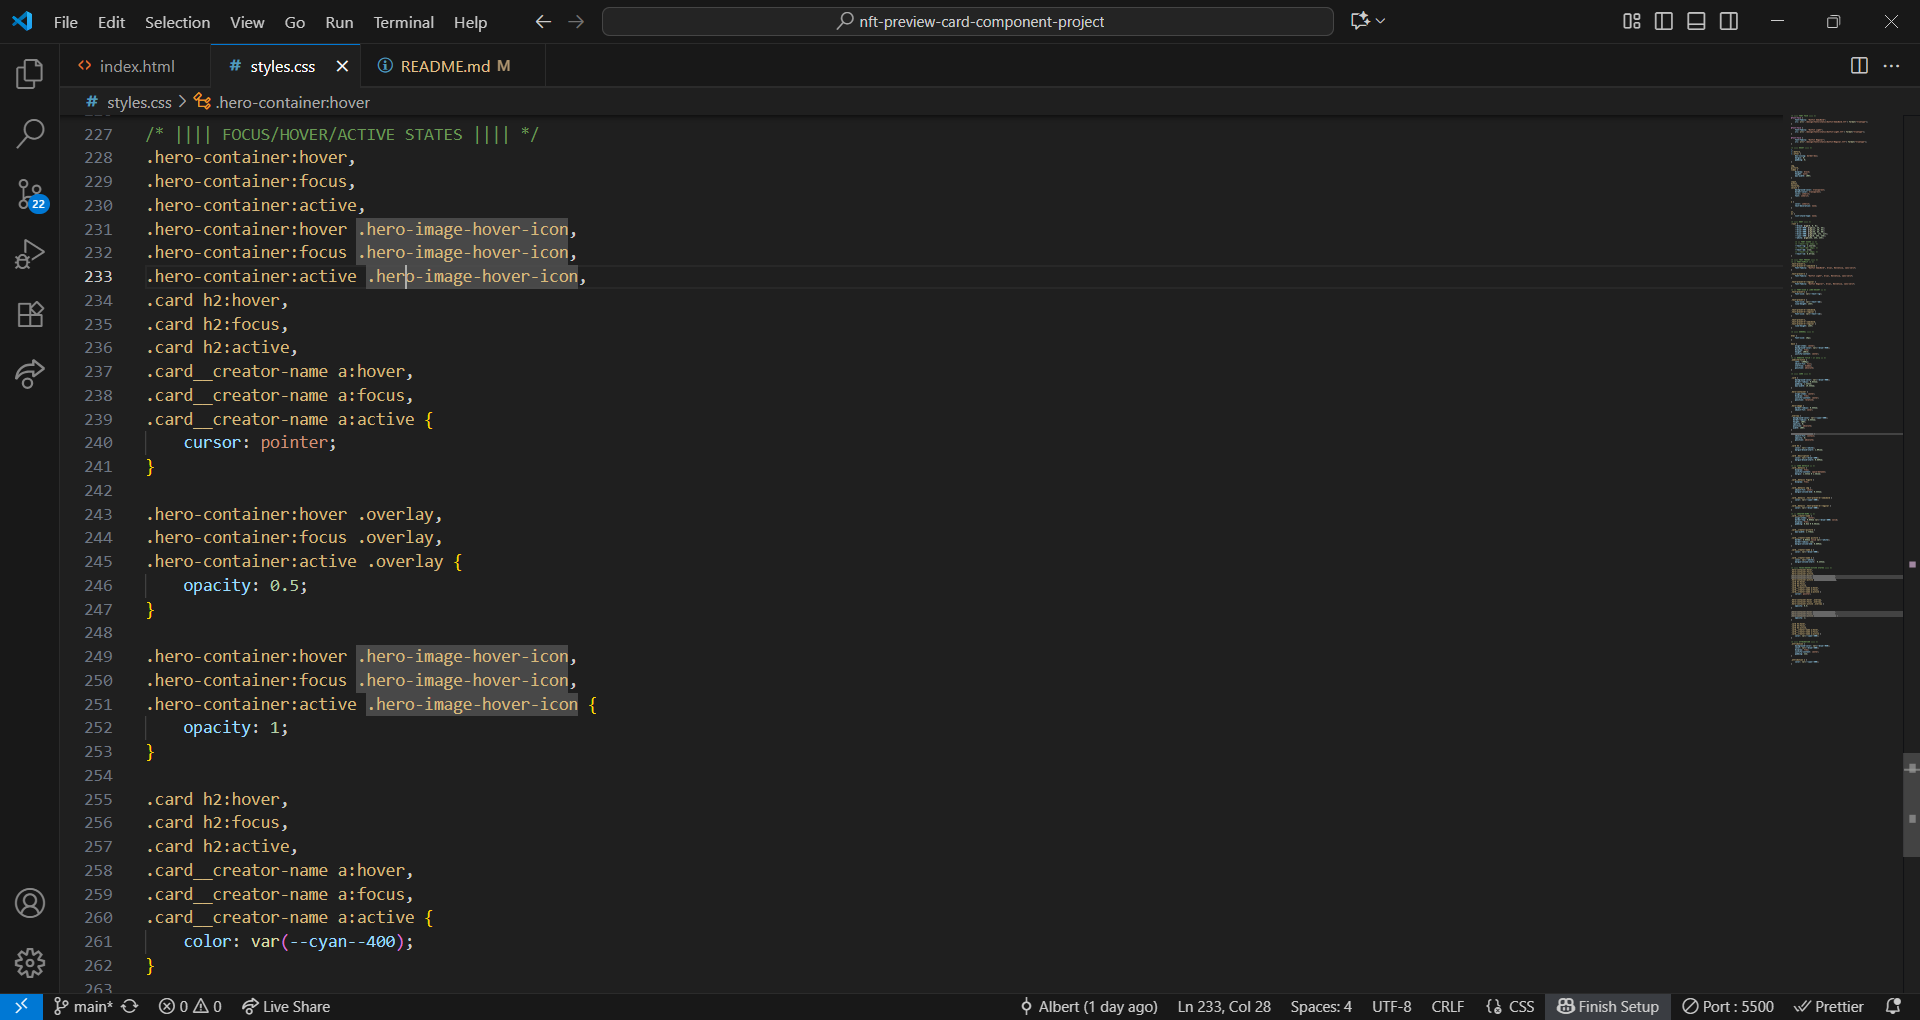 File Edit Selection View Go Run Terminal Help
nft-preview-card-component-project
index.html
# styles.css
README.md M
# styles.css > .hero-container:hover
227 /* |||| FOCUS/HOVER/ACTIVE STATES |||| */
228 .hero-container:hover,
229 .hero-container:focus,
230 .hero-container:active,
231 .hero-container:hover .hero-image-hover-icon,
232 .hero-container:focus .hero-image-hover-icon,
233 .hero-container:active .hero-image-hover-icon,
234 .card h2:hover,
235 .card h2:focus,
236 .card h2:active,
237 .card__creator-name a:hover,
238 .card__creator-name a:focus,
239 .card__creator-name a:active {
240 cursor: pointer;
241 }
242
243 .hero-container:hover .overlay,
244 .hero-container:focus .overlay,
245 .hero-container:active .overlay {
246 opacity: 0.5;
247 }
248
249 .hero-container:hover .hero-image-hover-icon,
250 .hero-container:focus .hero-image-hover-icon,
251 .hero-container:active .hero-image-hover-icon {
252 opacity: 1;
253 }
254
255 .card h2:hover,
256 .card h2:focus,
257 .card h2:active,
258 .card__creator-name a:hover,
259 .card__creator-name a:focus,
260 .card__creator-name a:active {
261 color: var(--cyan--400);
262 }
263
22
main* 0 0 Live Share Albert (1 day ago) Ln 233, Col 28 Spaces: 4 UTF-8 CRLF {} CSS Finish Setup Port : 5500 Prettier